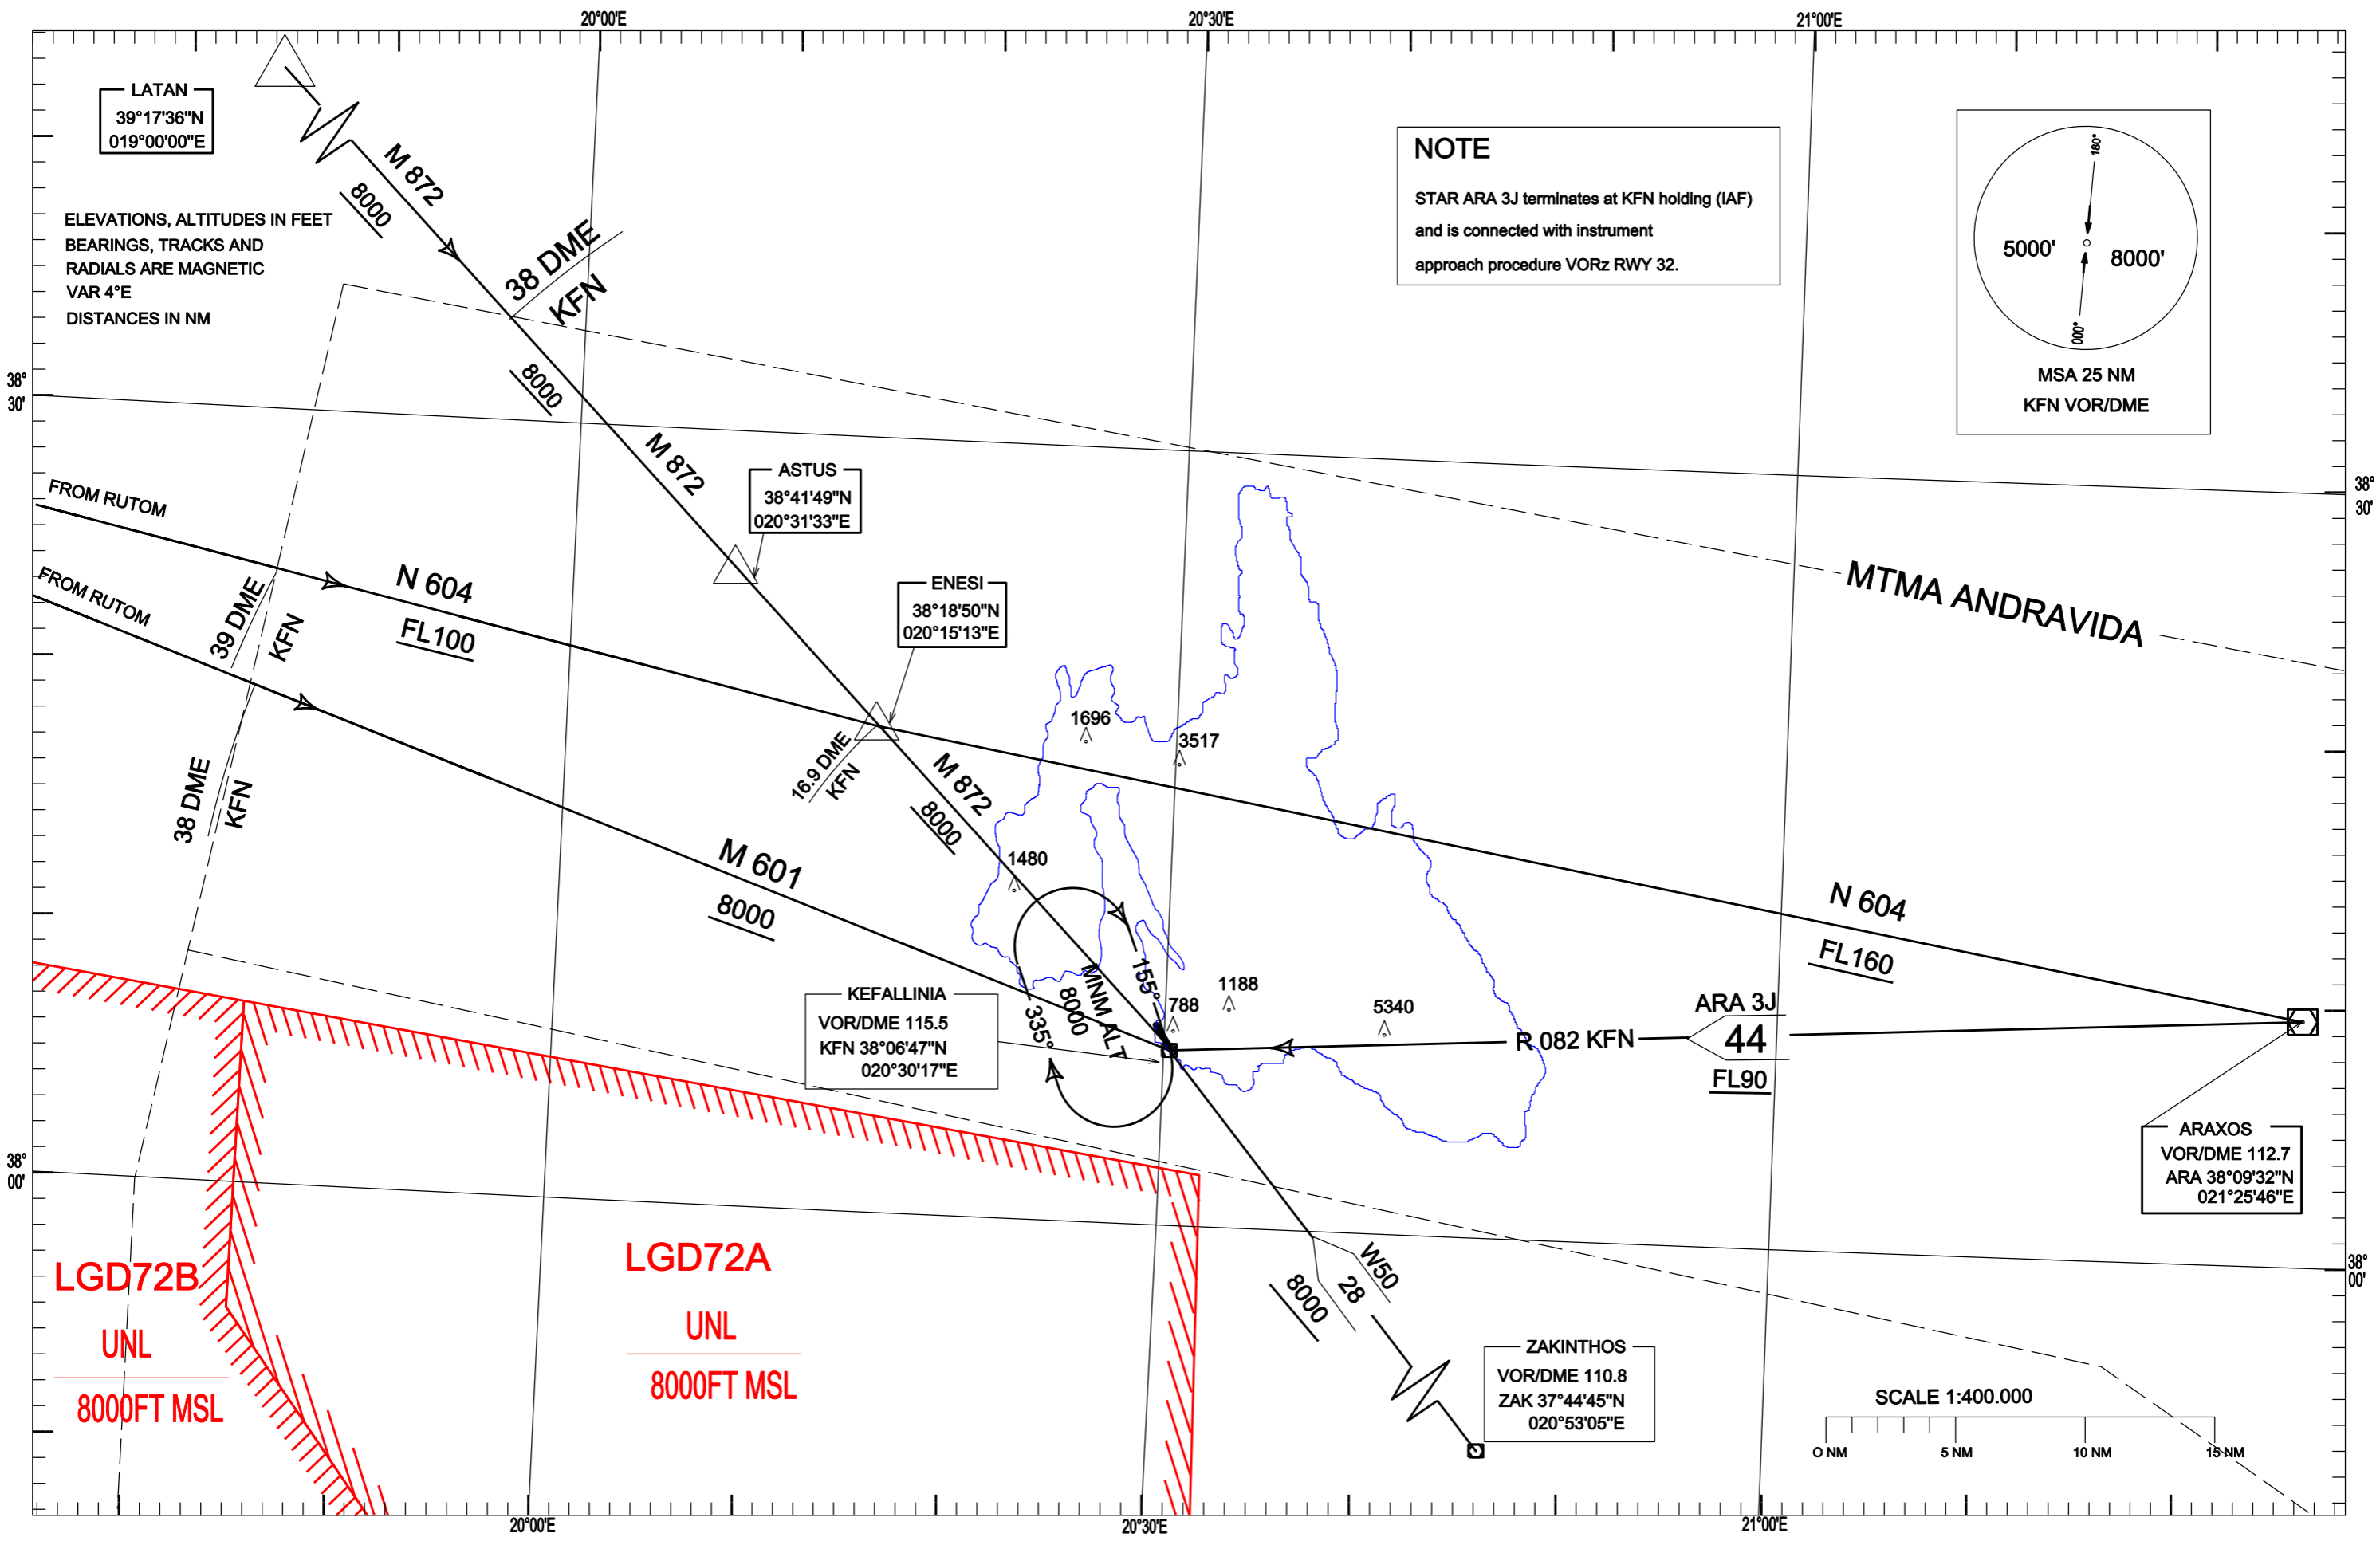 20°00'E
20°30'E
21°00'E
LATAN
39°17'36"N
019°00'00"E
M 872
8000
NOTE
STAR ARA 3J terminates at KFN holding (IAF)
and is connected with instrument
approach procedure VORz RWY 32.
180°
5000'
8000'
000°
MSA 25 NM
KFN VOR/DME
ELEVATIONS, ALTITUDES IN FEET
BEARINGS, TRACKS AND
RADIALS ARE MAGNETIC
VAR 4°E
DISTANCES IN NM
38 DME
KFN
8000
38°
30'
M 872
ASTUS
38°41'49"N
020°31'33"E
38°
30'
FROM RUTOM
FROM RUTOM
N 604
FL100
39 DME
KFN
ENESI
38°18'50"N
020°15'13"E
MTMA ANDRAVIDA
16.9 DME
KFN
1696
3517
38 DME
KFN
M 872
8000
M 601
8000
1480
N 604
FL160
155°
MNM ALT
8000
335°
KEFALLINIA
VOR/DME 115.5
KFN 38°06'47"N
020°30'17"E
788
1188
5340
R 082 KFN
ARA 3J
44
FL90
ARAXOS
VOR/DME 112.7
ARA 38°09'32"N
021°25'46"E
38°
00'
LGD72B
UNL
8000FT MSL
LGD72A
UNL
8000FT MSL
W50
28
8000
38°
00'
ZAKINTHOS
VOR/DME 110.8
ZAK 37°44'45"N
020°53'05"E
SCALE 1:400.000
O NM
5 NM
10 NM
15 NM
20°00'E
20°30'E
21°00'E